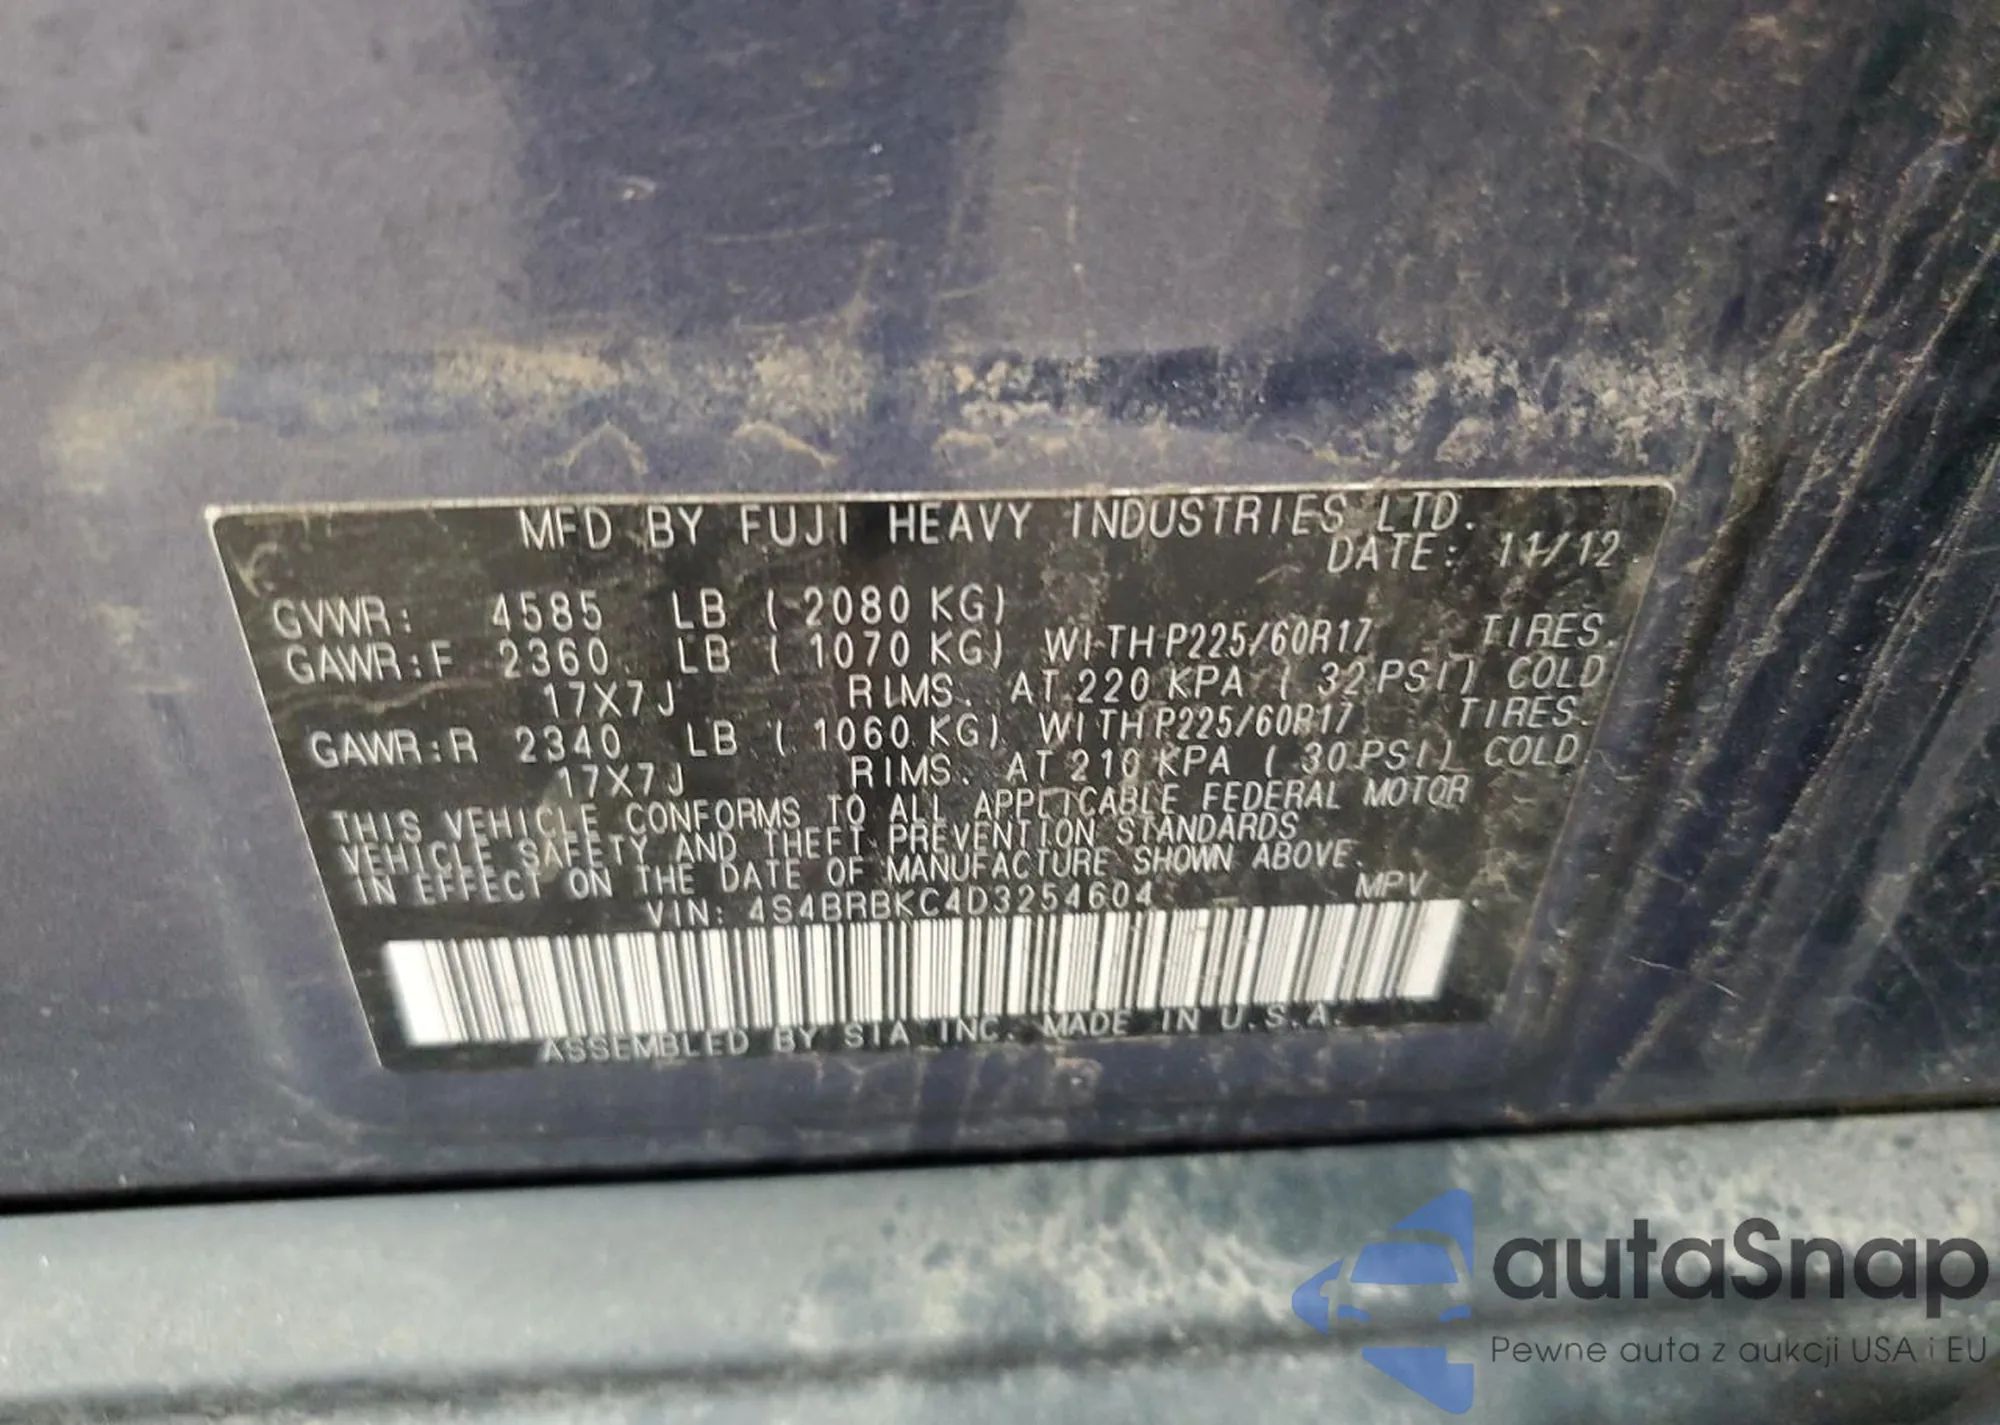 MFD BY FUJI HEAVY INDUSTRIES LTD.
DATE: 11/12
GVWR: 4585 LB ( 2080 KG)
GAWR:F 2360 LB ( 1070 KG) WITH P225/60R17 TIRES.
17X7J RIMS. AT 220 KPA ( 32 PSI) COLD
GAWR:R 2340 LB ( 1060 KG) WITH P225/60R17 TIRES.
17X7J RIMS. AT 210 KPA ( 30 PSI) COLD
THIS VEHICLE CONFORMS TO ALL APPLICABLE FEDERAL MOTOR
VEHICLE SAFETY AND THEFT PREVENTION STANDARDS
IN EFFECT ON THE DATE OF MANUFACTURE SHOWN ABOVE.
VIN: 4S4BRBKC4D3254604 MPV
ASSEMBLED BY SIA INC. MADE IN U.S.A.
autaSnap
Pewne auta z aukcji USA i EU